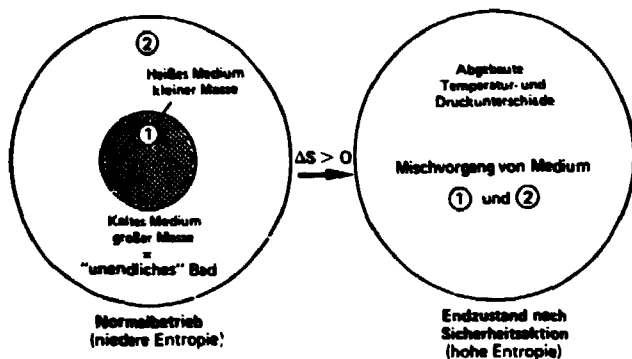 ②
Heißes Medium
kleiner Masse
①
Kaltes Medium
großer Masse
=
"unendliches" Bad
Normalbetrieb
(niedere Entropie)
ΔS > 0
Abgebaute
Temperatur- und
Druckunterschiede
Mischvorgang von Medium
① und ②
Endzustand nach
Sicherheitsaktion
(hohe Entropie)